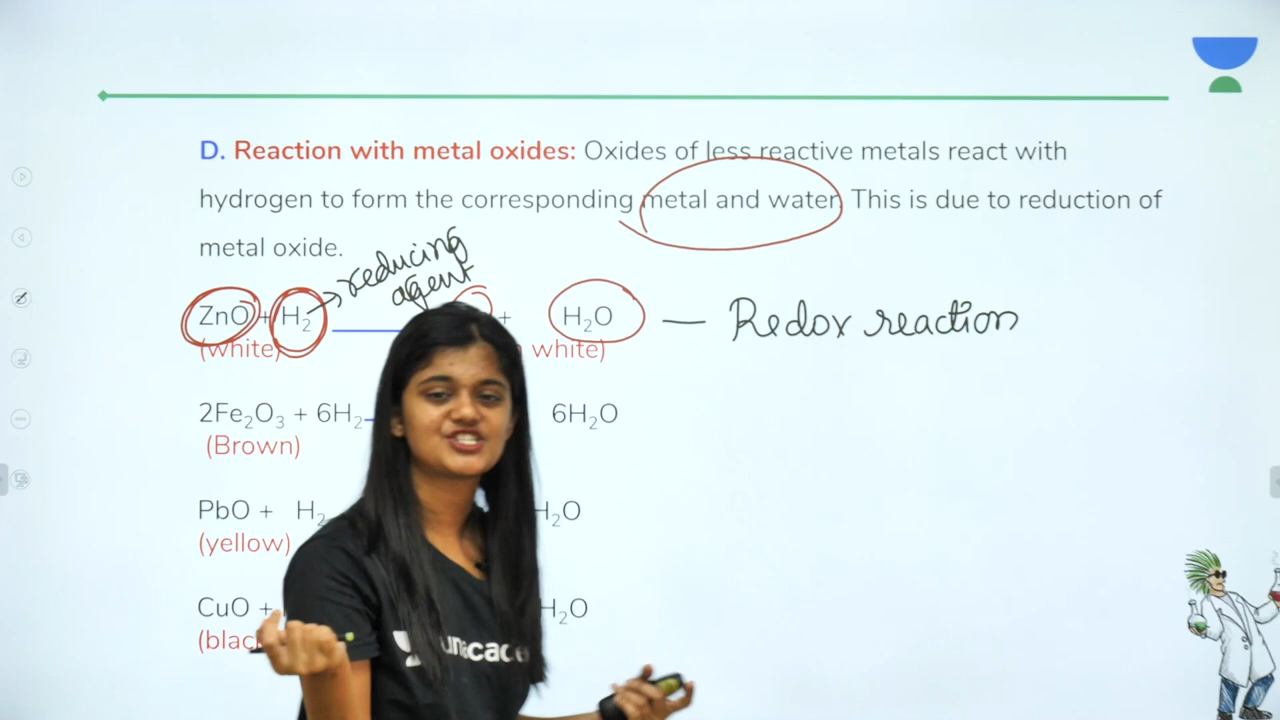 D. Reaction with metal oxides: Oxides of less reactive metals react with
hydrogen to form the corresponding metal and water. This is due to reduction of
metal oxide.
reducing
agent
ZnO + H₂ + H₂O — Redox reaction
(white) white)
2Fe₂O₃ + 6H₂ 6H₂O
(Brown)
PbO + H₂ H₂O
(yellow)
CuO + H₂O